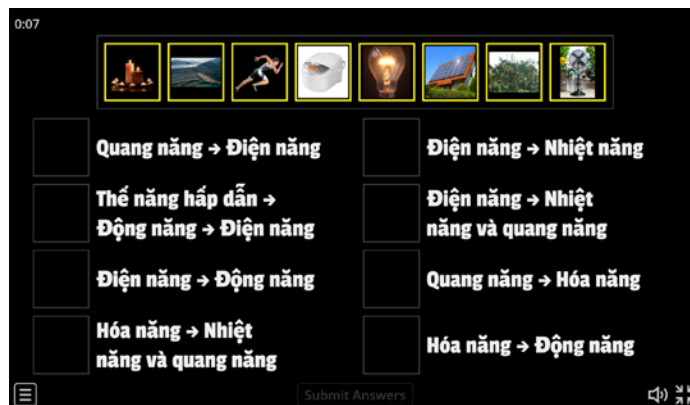 0:07
Quang năng → Điện năng
Điện năng → Nhiệt năng
Thế năng hấp dẫn →
Động năng → Điện năng
Điện năng → Nhiệt
năng và quang năng
Điện năng → Động năng
Quang năng → Hóa năng
Hóa năng → Nhiệt
năng và quang năng
Hóa năng → Động năng
Submit Answers